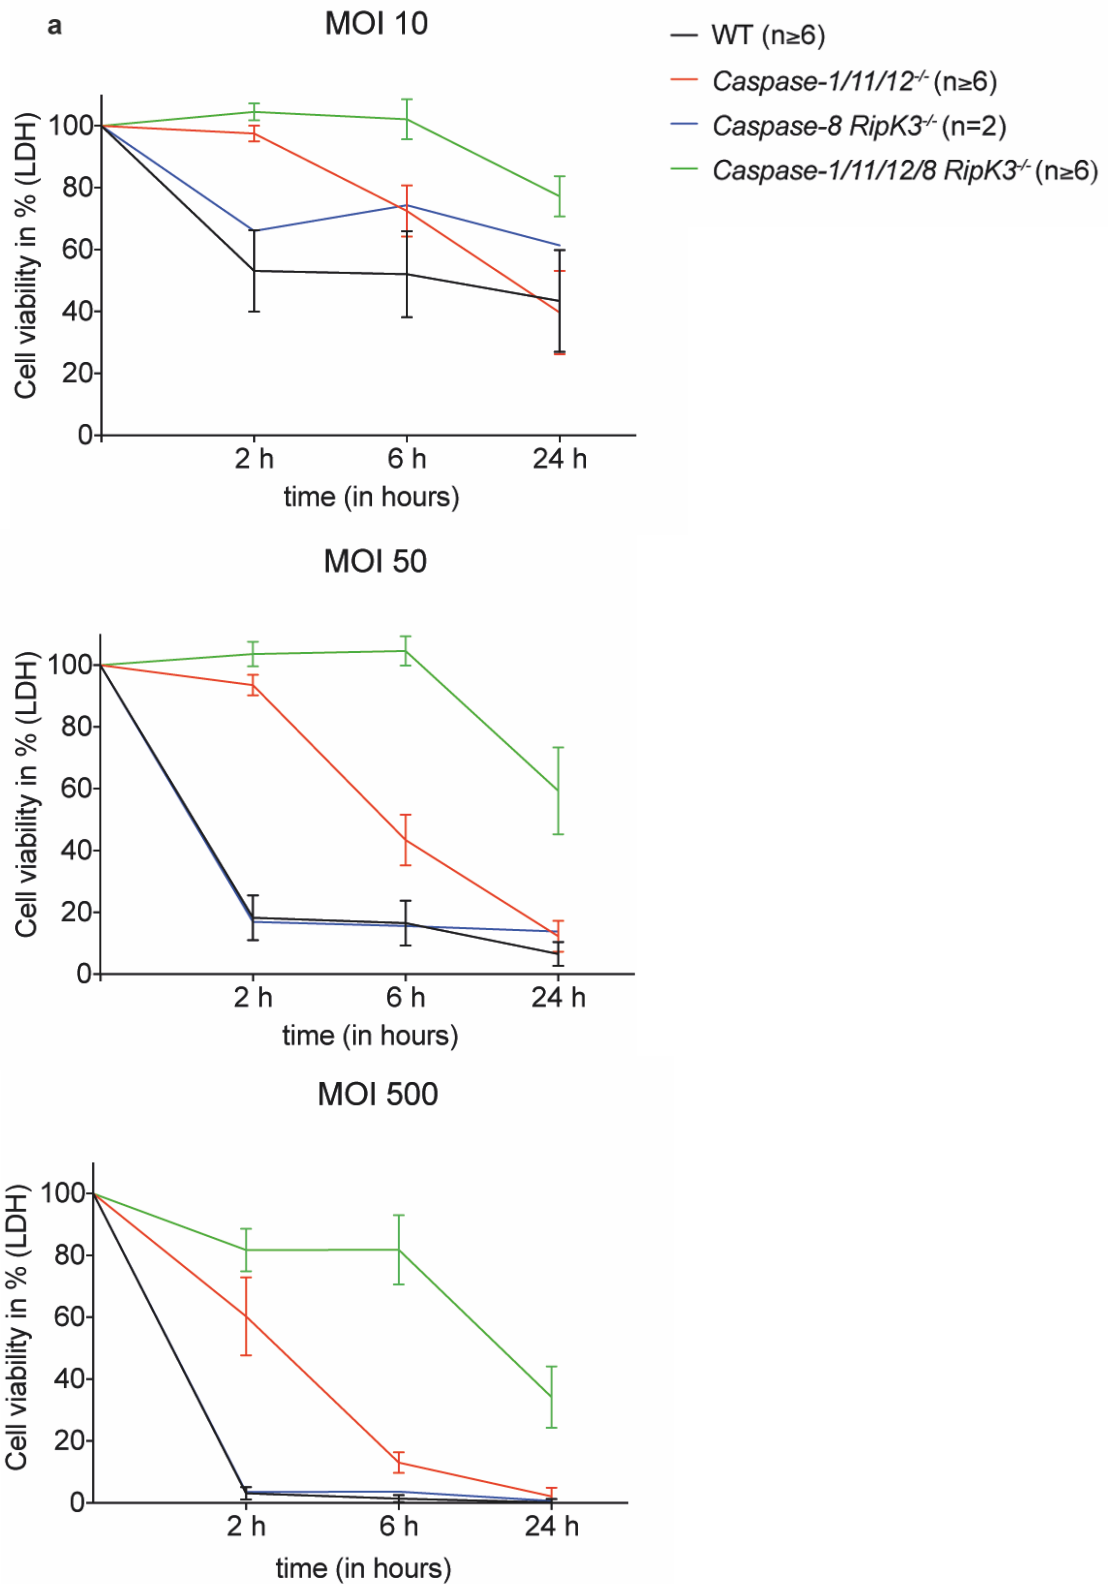 a
MOI 10
WT (n≥6)
Caspase-1/11/12-/- (n≥6)
Caspase-8 RipK3-/- (n=2)
Caspase-1/11/12/8 RipK3-/- (n≥6)
Cell viability in % (LDH)
100
80
60
40
20
0
2 h 6 h 24 h
time (in hours)
MOI 50
Cell viability in % (LDH)
100
80
60
40
20
0
2 h 6 h 24 h
time (in hours)
MOI 500
Cell viability in % (LDH)
100
80
60
40
20
0
2 h 6 h 24 h
time (in hours)